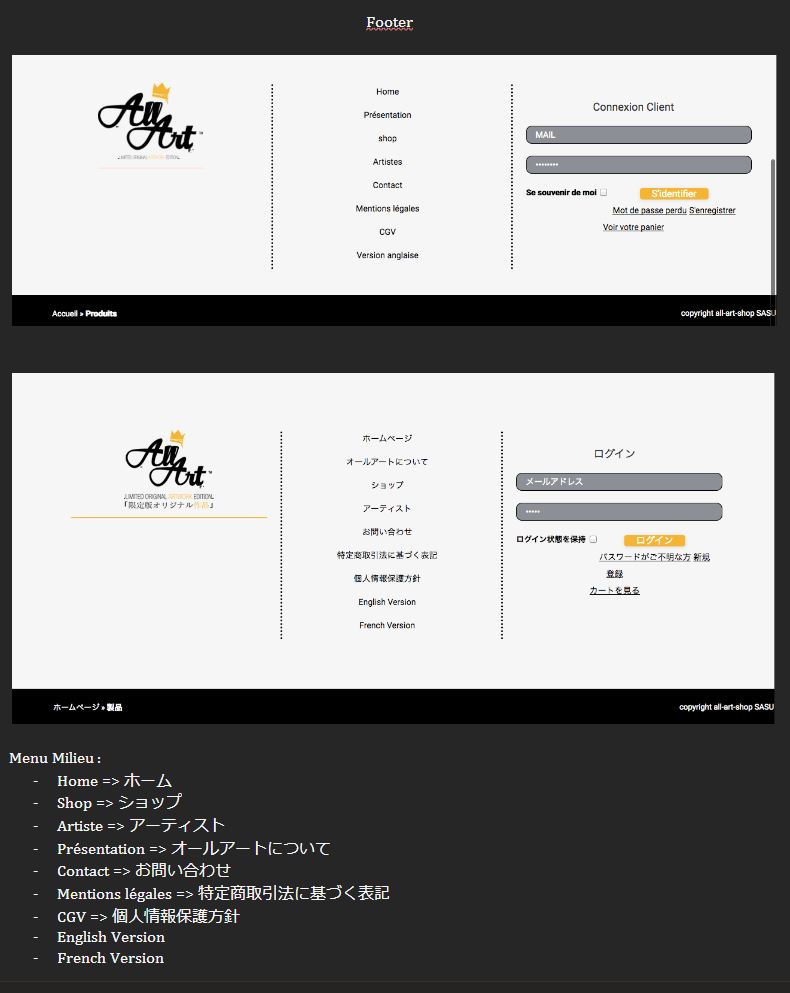 Footer
All Art ™
LIMITED ORIGINAL ARTWORK EDITION
Home
Présentation
shop
Artistes
Contact
Mentions légales
CGV
Version anglaise
Connexion Client
MAIL
••••••••
Se souvenir de moi
S'identifier
Mot de passe perdu S'enregistrer
Voir votre panier
Accueil » Produits
copyright all-art-shop SASU
All Art ™
.LIMITED ORIGINAL ARTWORK EDITION.
「限定版オリジナル作品」
ホームページ
オールアートについて
ショップ
アーティスト
お問い合わせ
特定商取引法に基づく表記
個人情報保護方針
English Version
French Version
ログイン
メールアドレス
•••••
ログイン状態を保持
ログイン
パスワードがご不明な方 新規
登録
カートを見る
ホームページ » 製品
copyright all-art-shop SASU
Menu Milieu :
- Home => ホーム
- Shop => ショップ
- Artiste => アーティスト
- Présentation => オールアートについて
- Contact => お問い合わせ
- Mentions légales => 特定商取引法に基づく表記
- CGV => 個人情報保護方針
- English Version
- French Version